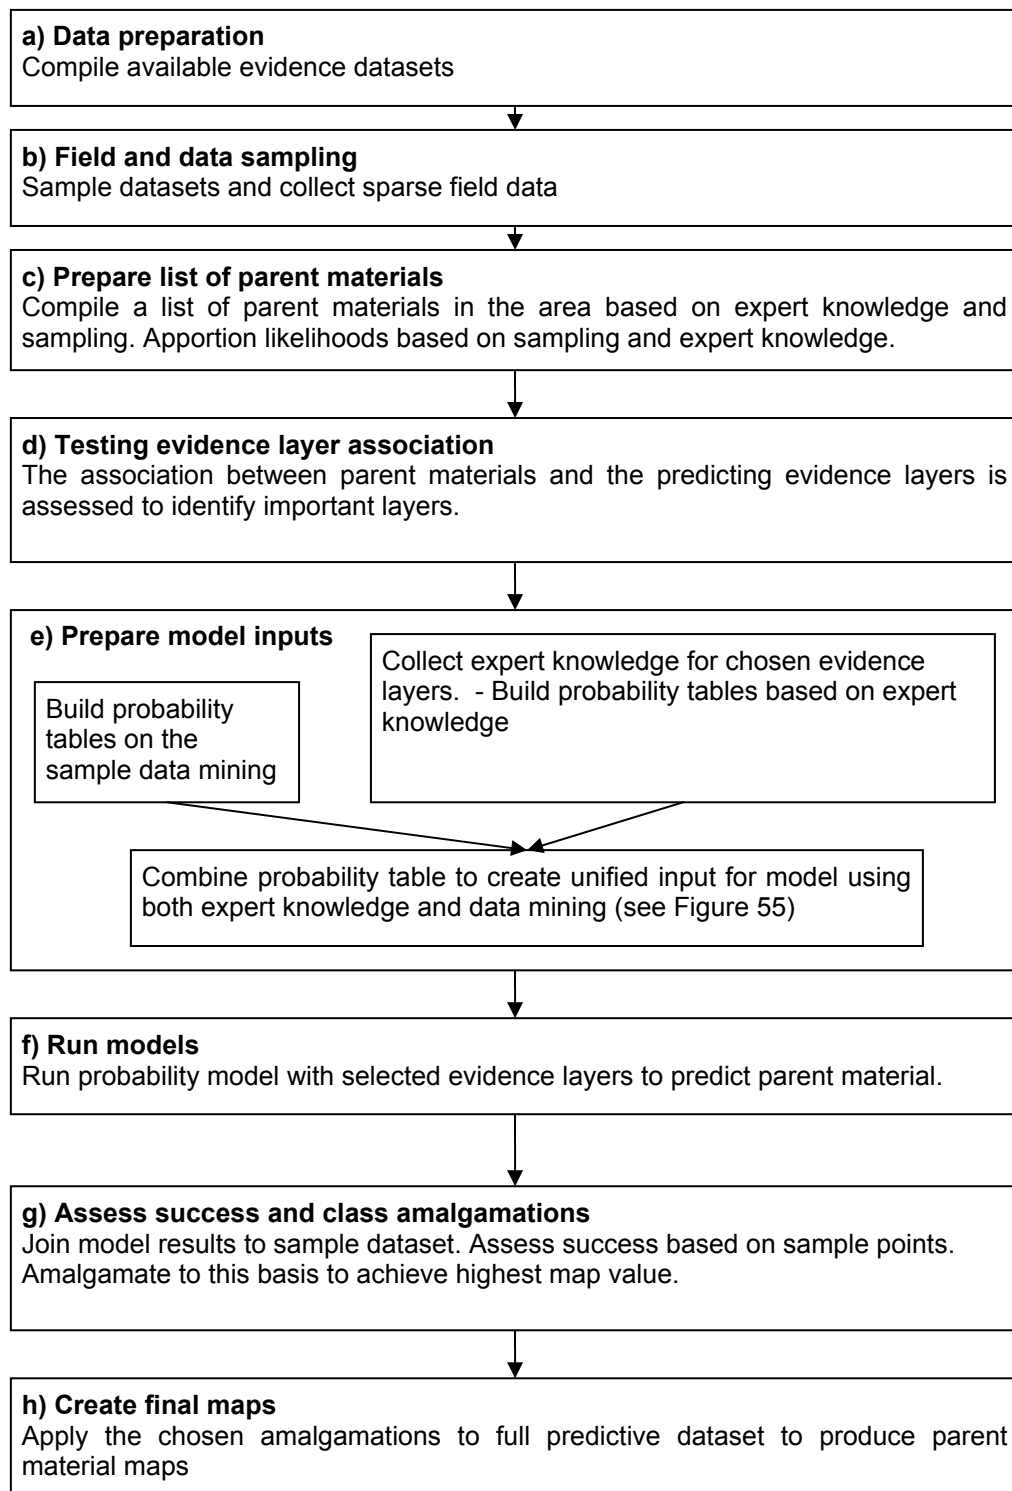 a) Data preparation
Compile available evidence datasets
b) Field and data sampling
Sample datasets and collect sparse field data
c) Prepare list of parent materials
Compile a list of parent materials in the area based on expert knowledge and
sampling. Apportion likelihoods based on sampling and expert knowledge.
d) Testing evidence layer association
The association between parent materials and the predicting evidence layers is
assessed to identify important layers.
e) Prepare model inputs
Build probability
tables on the
sample data mining
Collect expert knowledge for chosen evidence
layers.  - Build probability tables based on expert
knowledge
Combine probability table to create unified input for model using
both expert knowledge and data mining (see Figure 55)
f) Run models
Run probability model with selected evidence layers to predict parent material.
g) Assess success and class amalgamations
Join model results to sample dataset. Assess success based on sample points.
Amalgamate to this basis to achieve highest map value.
h) Create final maps
Apply the chosen amalgamations to full predictive dataset to produce parent
material maps